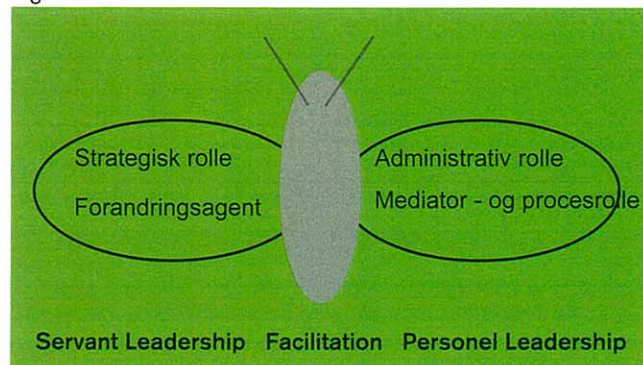 Strategisk rolle
Forandringsagent
Administrativ rolle
Mediator - og procesrolle
Servant Leadership Facilitation Personel Leadership